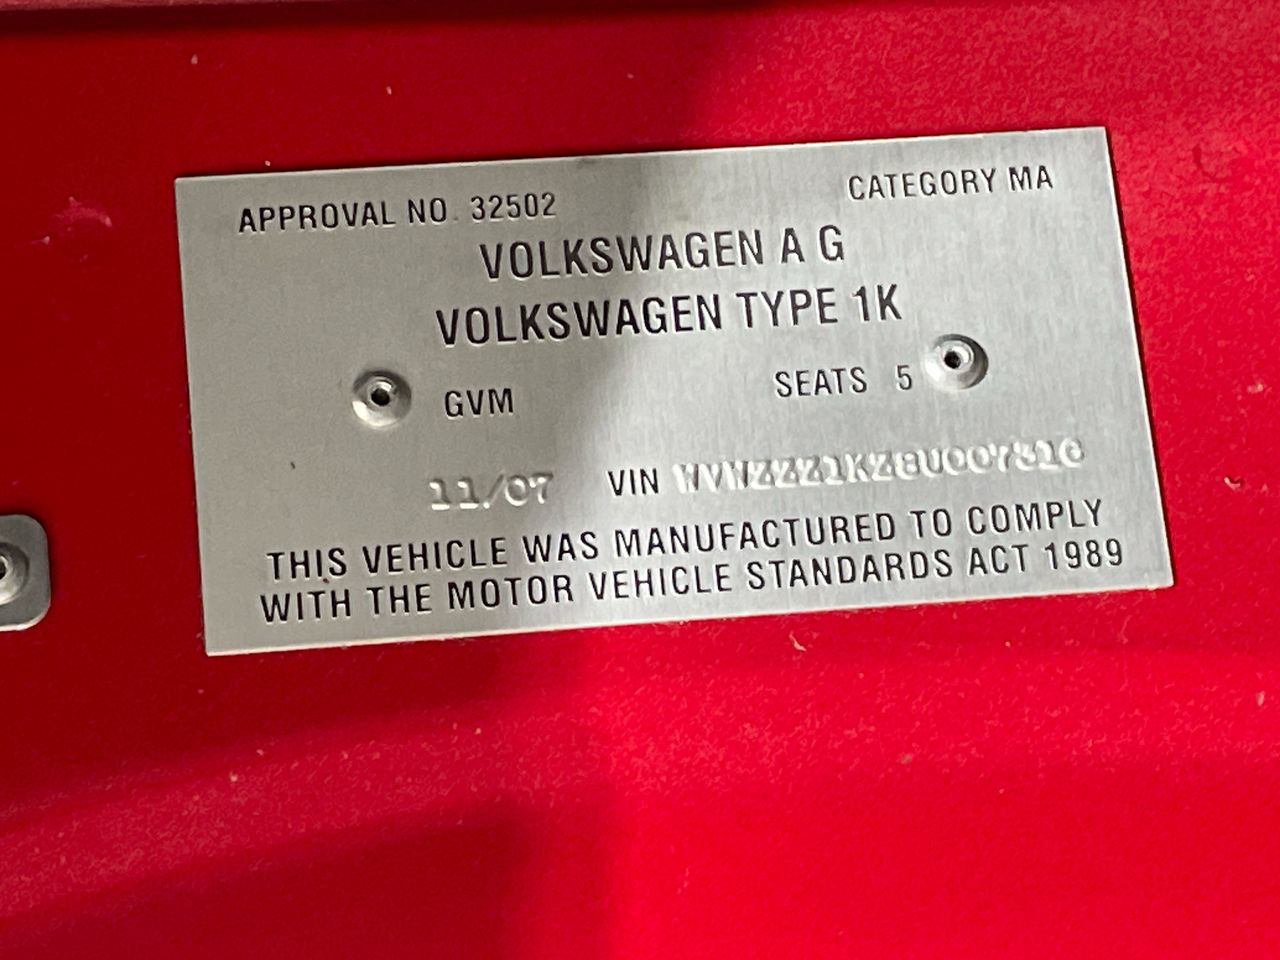 APPROVAL NO. 32502 CATEGORY MA
VOLKSWAGEN A G
VOLKSWAGEN TYPE 1K
GVM SEATS 5
11/07 VIN
THIS VEHICLE WAS MANUFACTURED TO COMPLY
WITH THE MOTOR VEHICLE STANDARDS ACT 1989